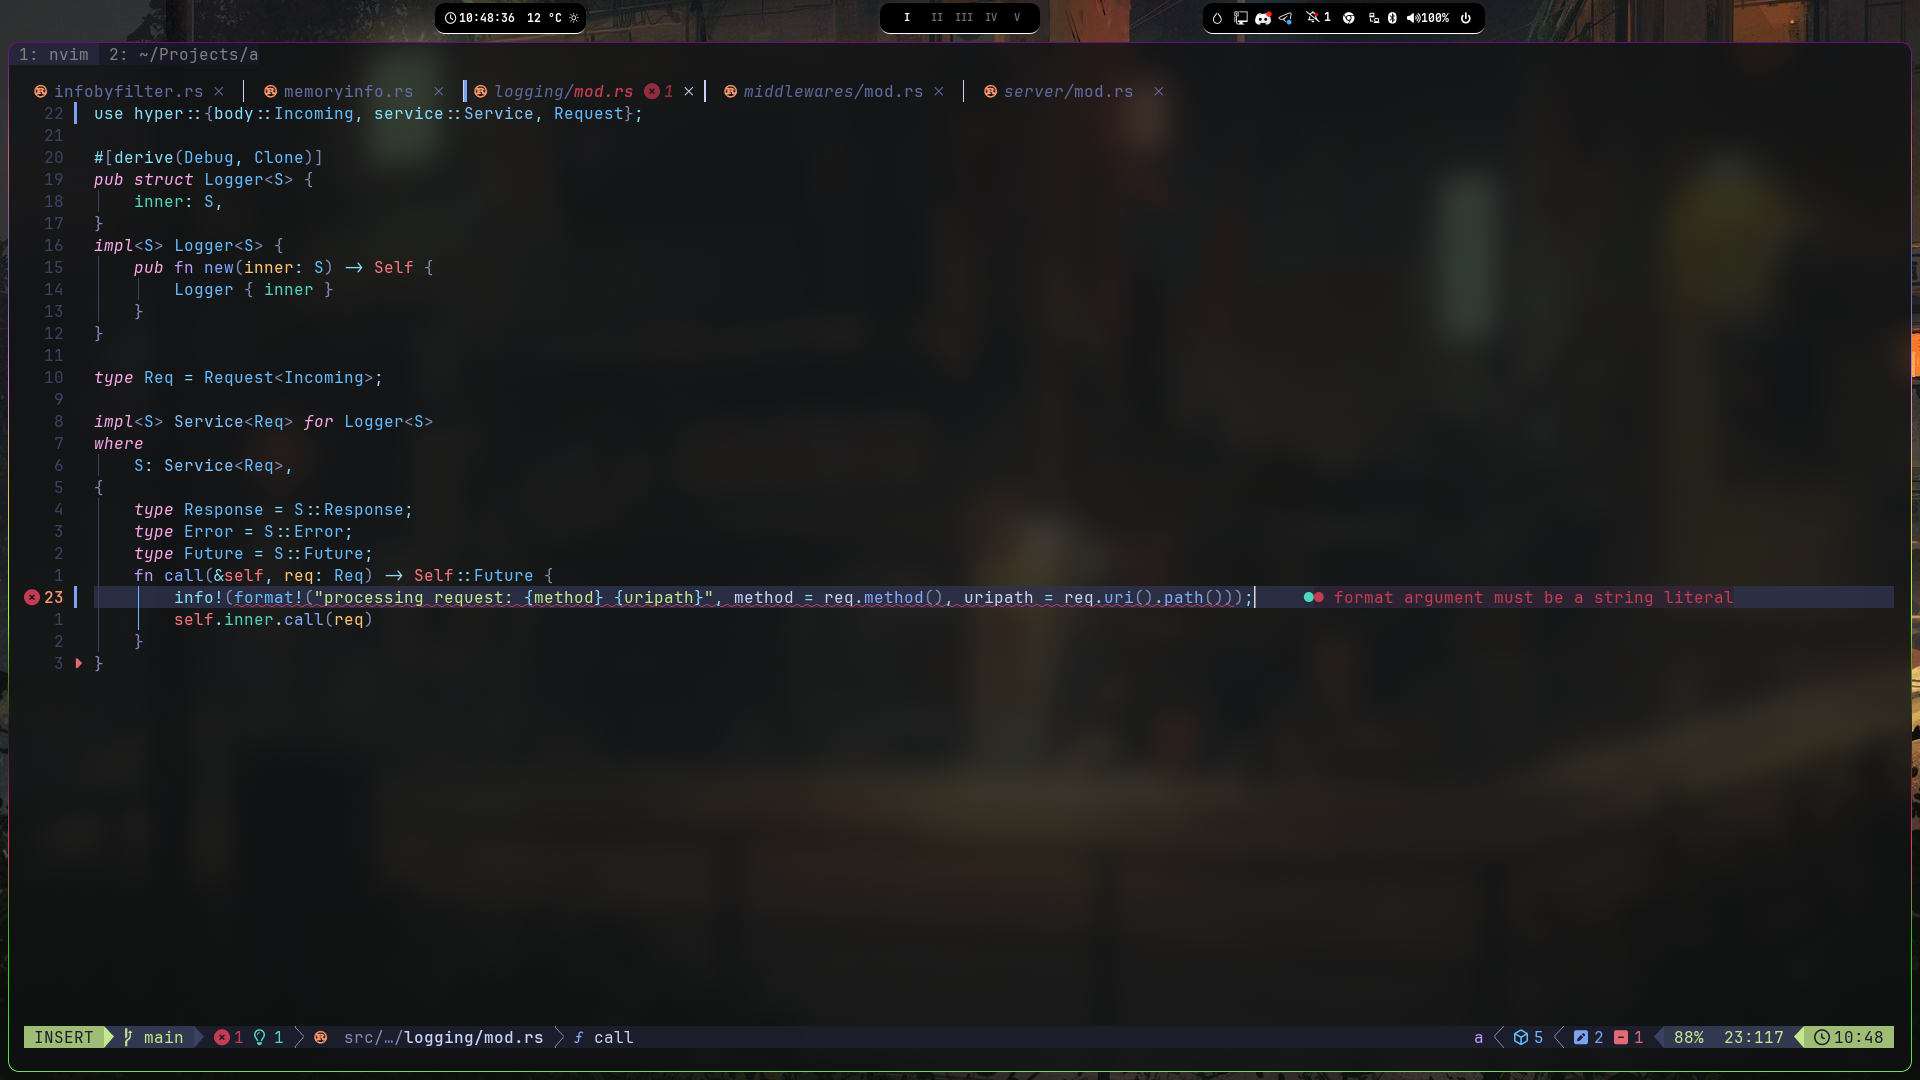 10:48:36 12 °C
I II III IV V
1 100%
1: nvim 2: ~/Projects/a
infobyfilter.rs × memoryinfo.rs × logging/mod.rs 1 × middlewares/mod.rs × server/mod.rs ×
22 use hyper::{body::Incoming, service::Service, Request};
21
20 #[derive(Debug, Clone)]
19 pub struct Logger<S> {
18 inner: S,
17 }
16 impl<S> Logger<S> {
15 pub fn new(inner: S) -> Self {
14 Logger { inner }
13 }
12 }
11
10 type Req = Request<Incoming>;
9
8 impl<S> Service<Req> for Logger<S>
7 where
6 S: Service<Req>,
5 {
4 type Response = S::Response;
3 type Error = S::Error;
2 type Future = S::Future;
1 fn call(&self, req: Req) -> Self::Future {
23 info!(format!("processing request: {method} {uripath}", method = req.method(), uripath = req.uri().path())); format argument must be a string literal
1 self.inner.call(req)
2 }
3 }
INSERT main 1 1 src/…/logging/mod.rs f call a 5 2 1 88% 23:117 10:48